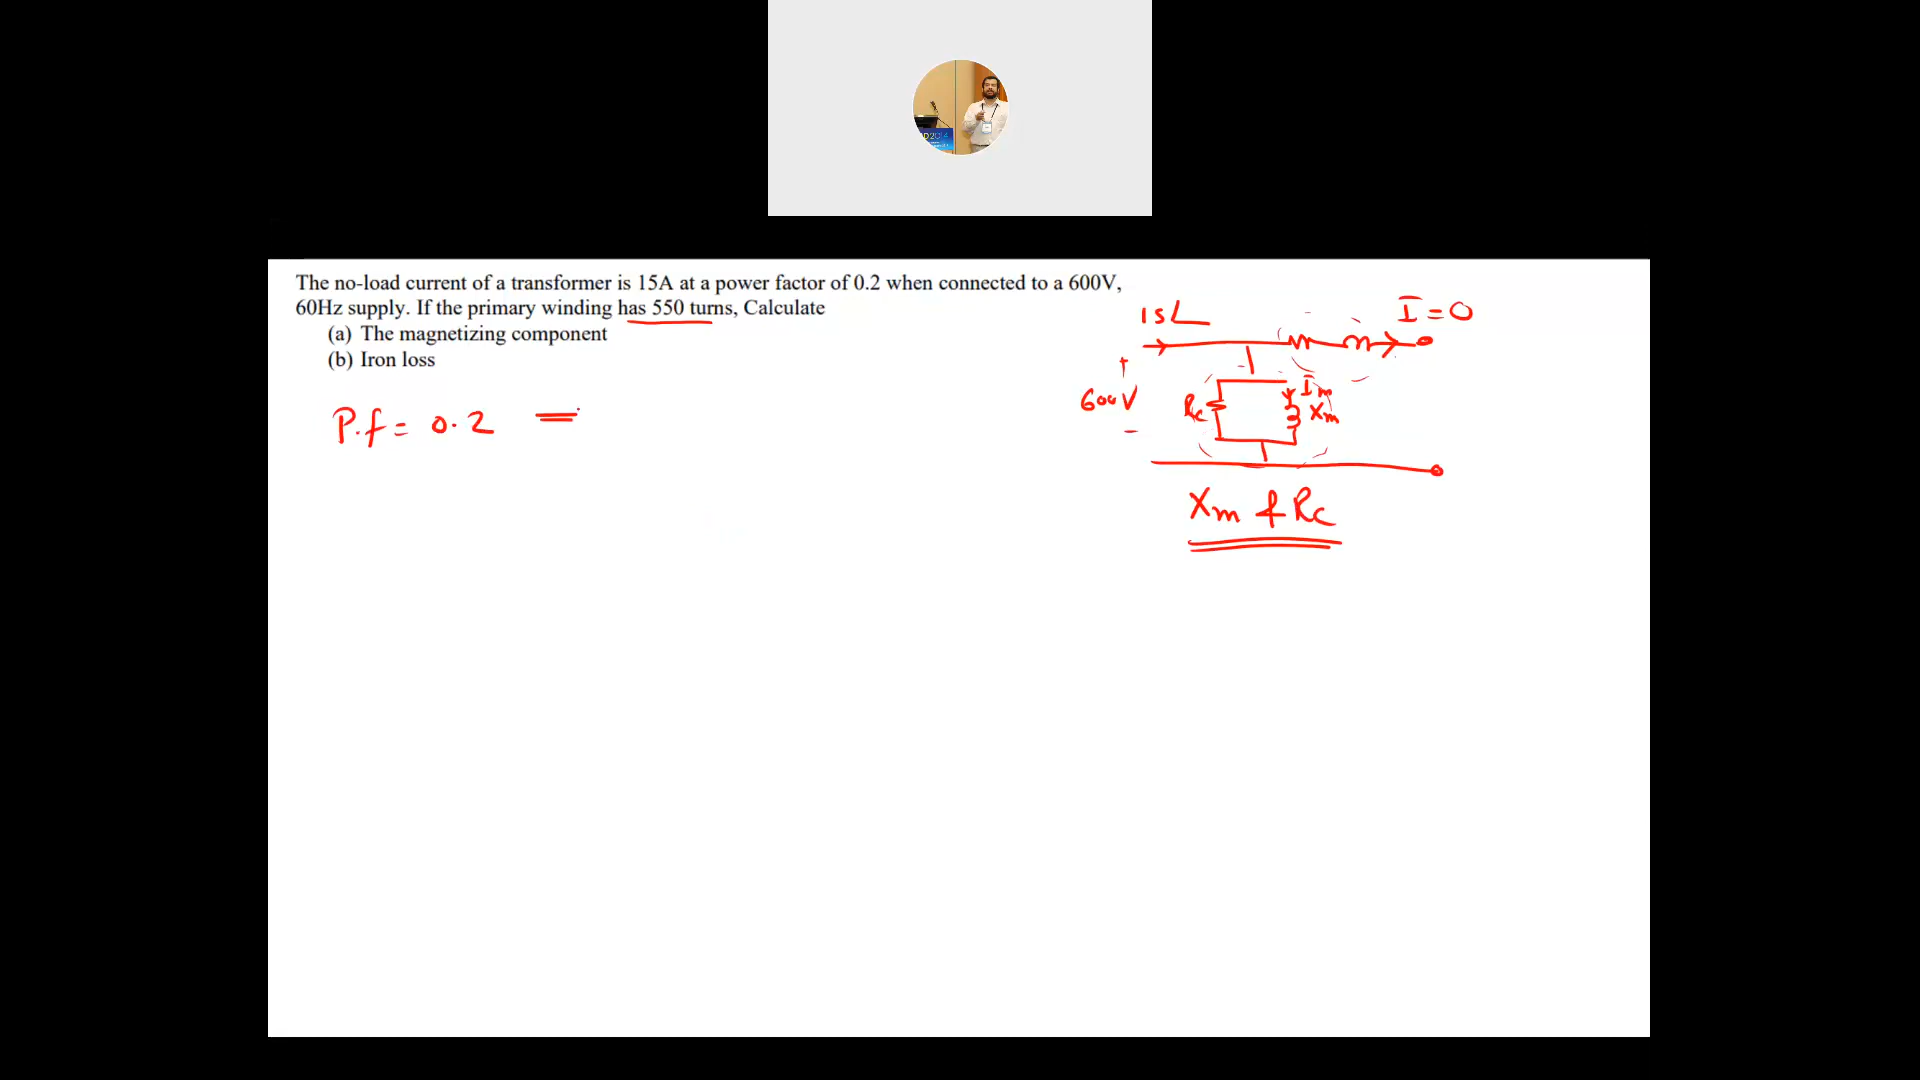 D2014
The no-load current of a transformer is 15A at a power factor of 0.2 when connected to a 600V,
60Hz supply. If the primary winding has 550 turns, Calculate
(a) The magnetizing component
(b) Iron loss
P.f = 0.2 =
15∠
I = 0
+
600V
-
Rc
Im
Xm
Xm & Rc